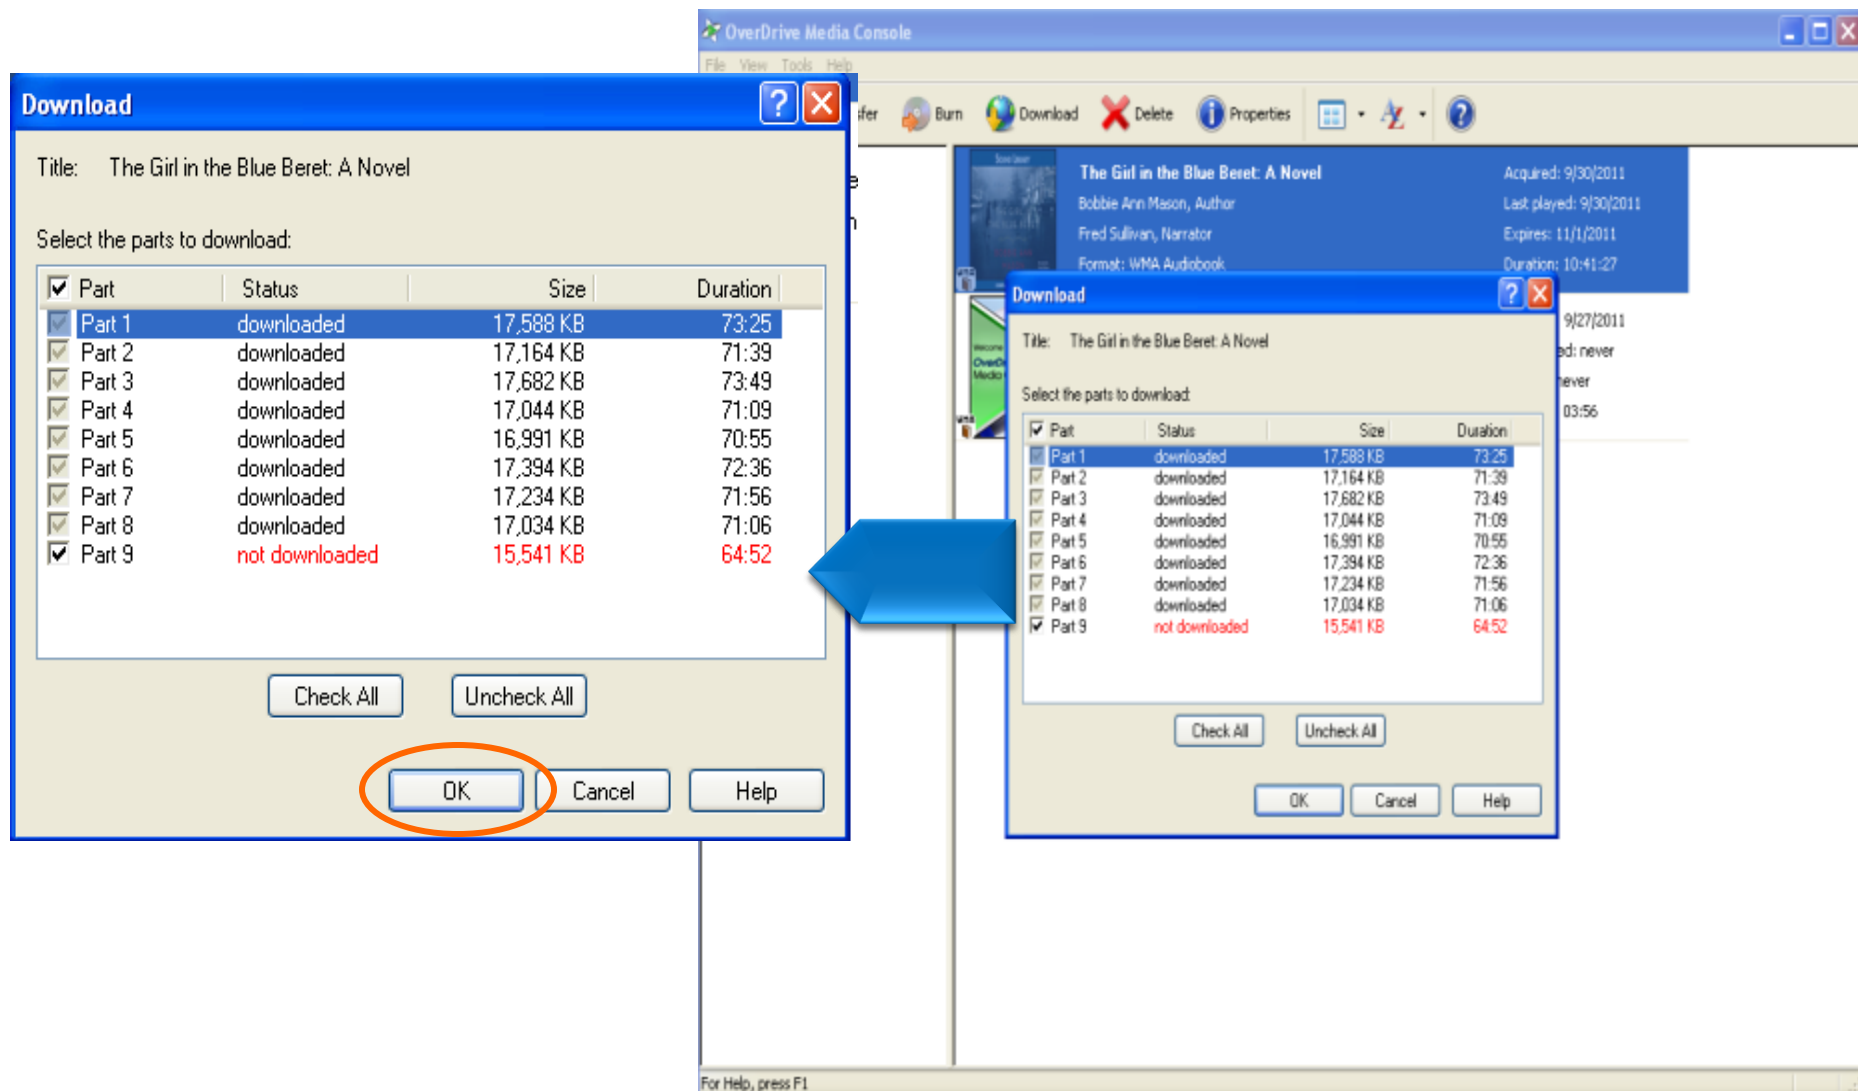 OverDrive Media Console
File View Tools Help
sfer Burn Download Delete Properties
Download
Title: The Girl in the Blue Beret: A Novel
Select the parts to download:
Part Status Size Duration
Part 1 downloaded 17,588 KB 73:25
Part 2 downloaded 17,164 KB 71:39
Part 3 downloaded 17,682 KB 73:49
Part 4 downloaded 17,044 KB 71:09
Part 5 downloaded 16,991 KB 70:55
Part 6 downloaded 17,394 KB 72:36
Part 7 downloaded 17,234 KB 71:56
Part 8 downloaded 17,034 KB 71:06
Part 9 not downloaded 15,541 KB 64:52
Check All Uncheck All
OK Cancel Help
The Girl in the Blue Beret: A Novel Acquired: 9/30/2011
Bobbie Ann Mason, Author Last played: 9/30/2011
Fred Sullivan, Narrator Expires: 11/1/2011
Format: WMA Audiobook Duration: 10:41:27
9/27/2011
ed: never
never
03:56
Download
Title: The Girl in the Blue Beret: A Novel
Select the parts to download:
Part Status Size Duration
Part 1 downloaded 17,588 KB 73:25
Part 2 downloaded 17,164 KB 71:39
Part 3 downloaded 17,682 KB 73:49
Part 4 downloaded 17,044 KB 71:09
Part 5 downloaded 16,991 KB 70:55
Part 6 downloaded 17,394 KB 72:36
Part 7 downloaded 17,234 KB 71:56
Part 8 downloaded 17,034 KB 71:06
Part 9 not downloaded 15,541 KB 64:52
Check All Uncheck All
OK Cancel Help
For Help, press F1